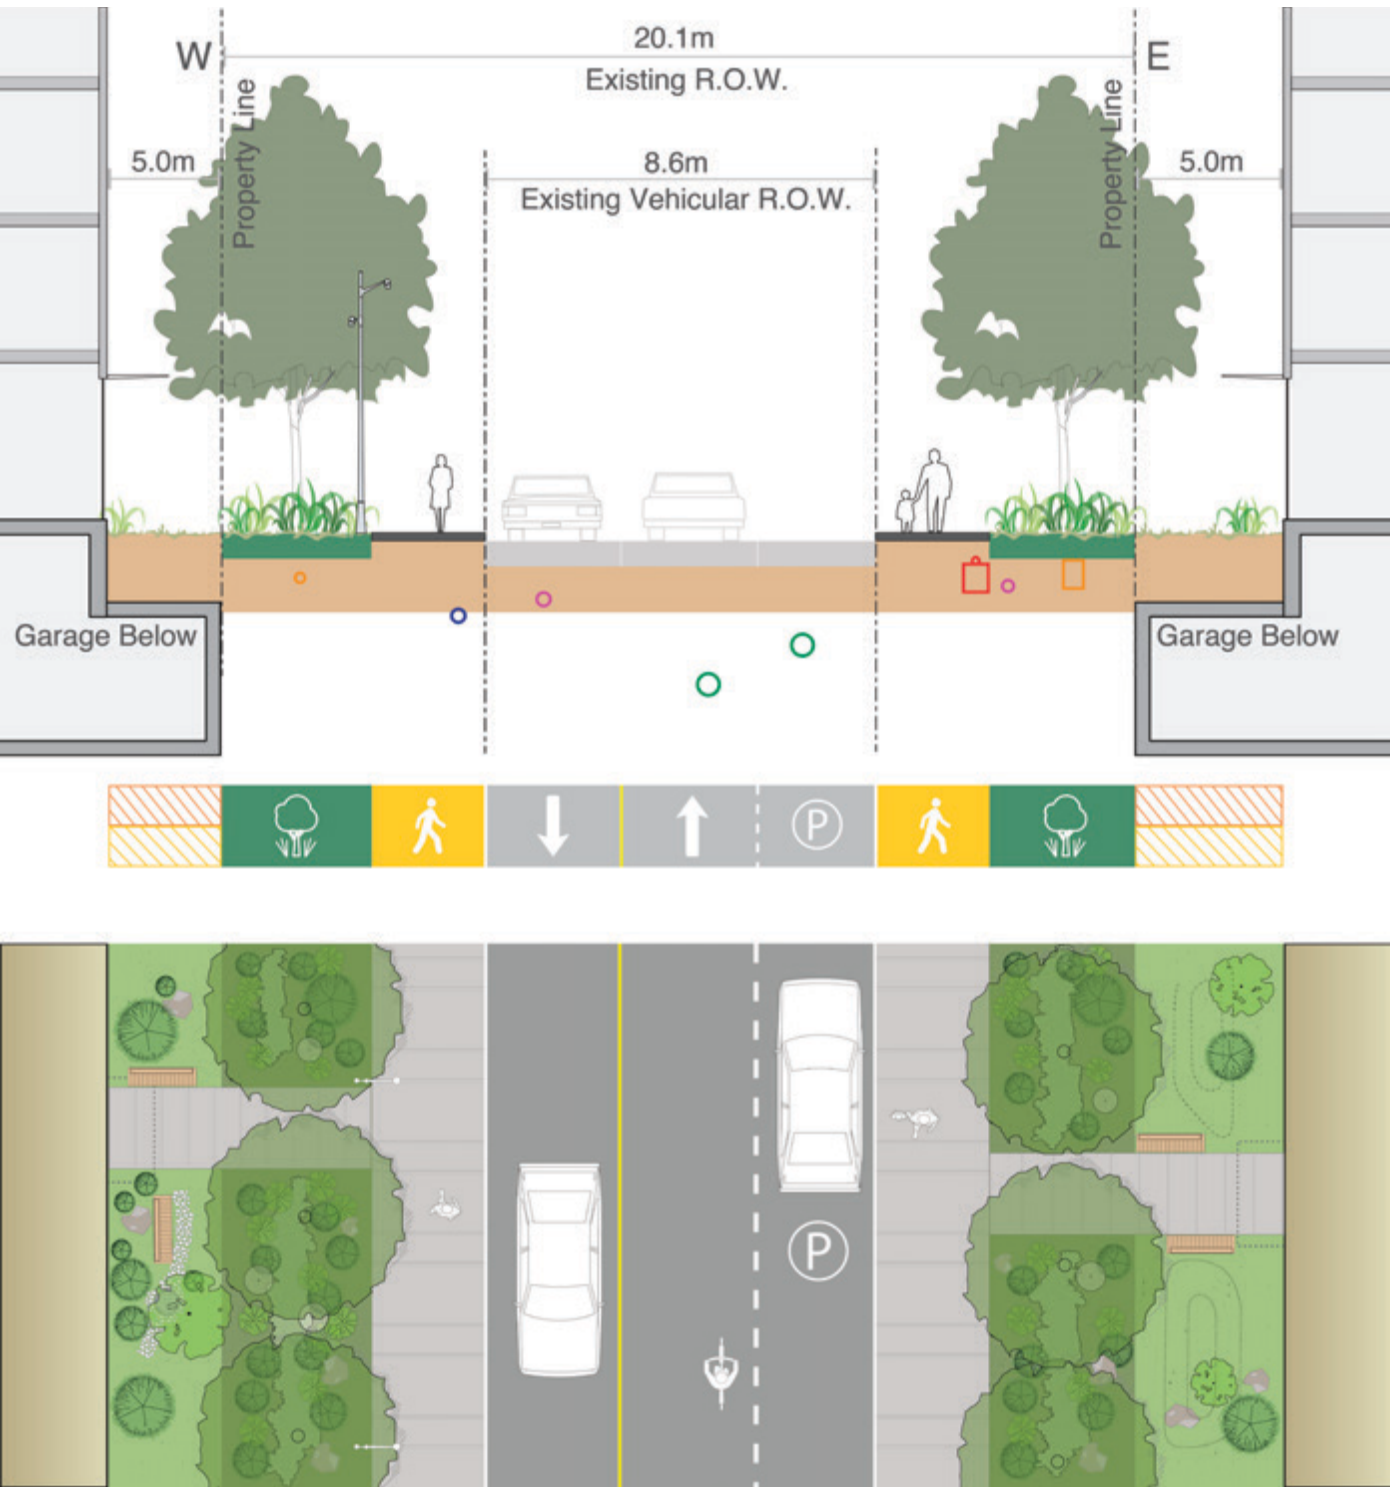 W
20.1m
E
Existing R.O.W.
Property Line
Property Line
5.0m
8.6m
5.0m
Existing Vehicular R.O.W.
Garage Below
Garage Below
P
P